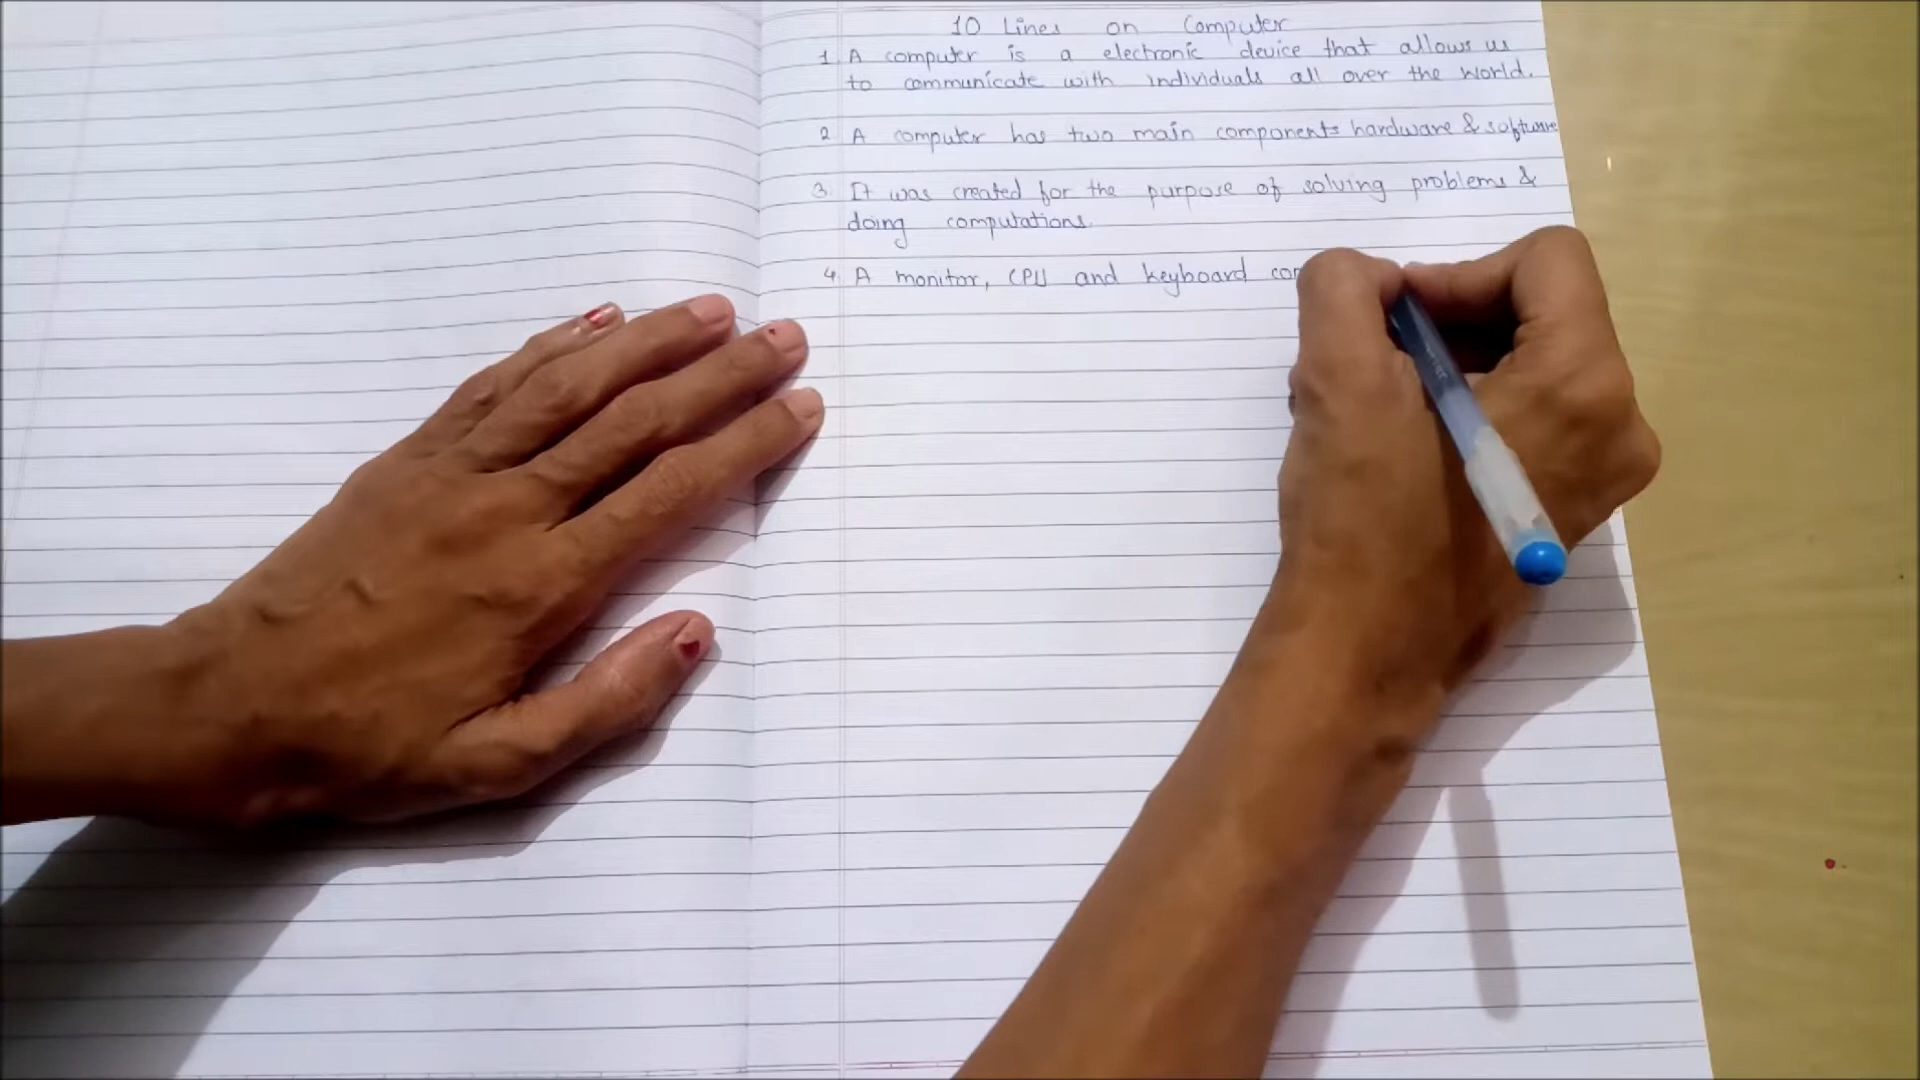 10 Lines on Computer
1 A computer is a electronic device that allows us
to communicate with individuals all over the world.
2 A computer has two main components hardware & software
3. It was created for the purpose of solving problems &
doing computations.
4. A monitor, CPU and keyboard